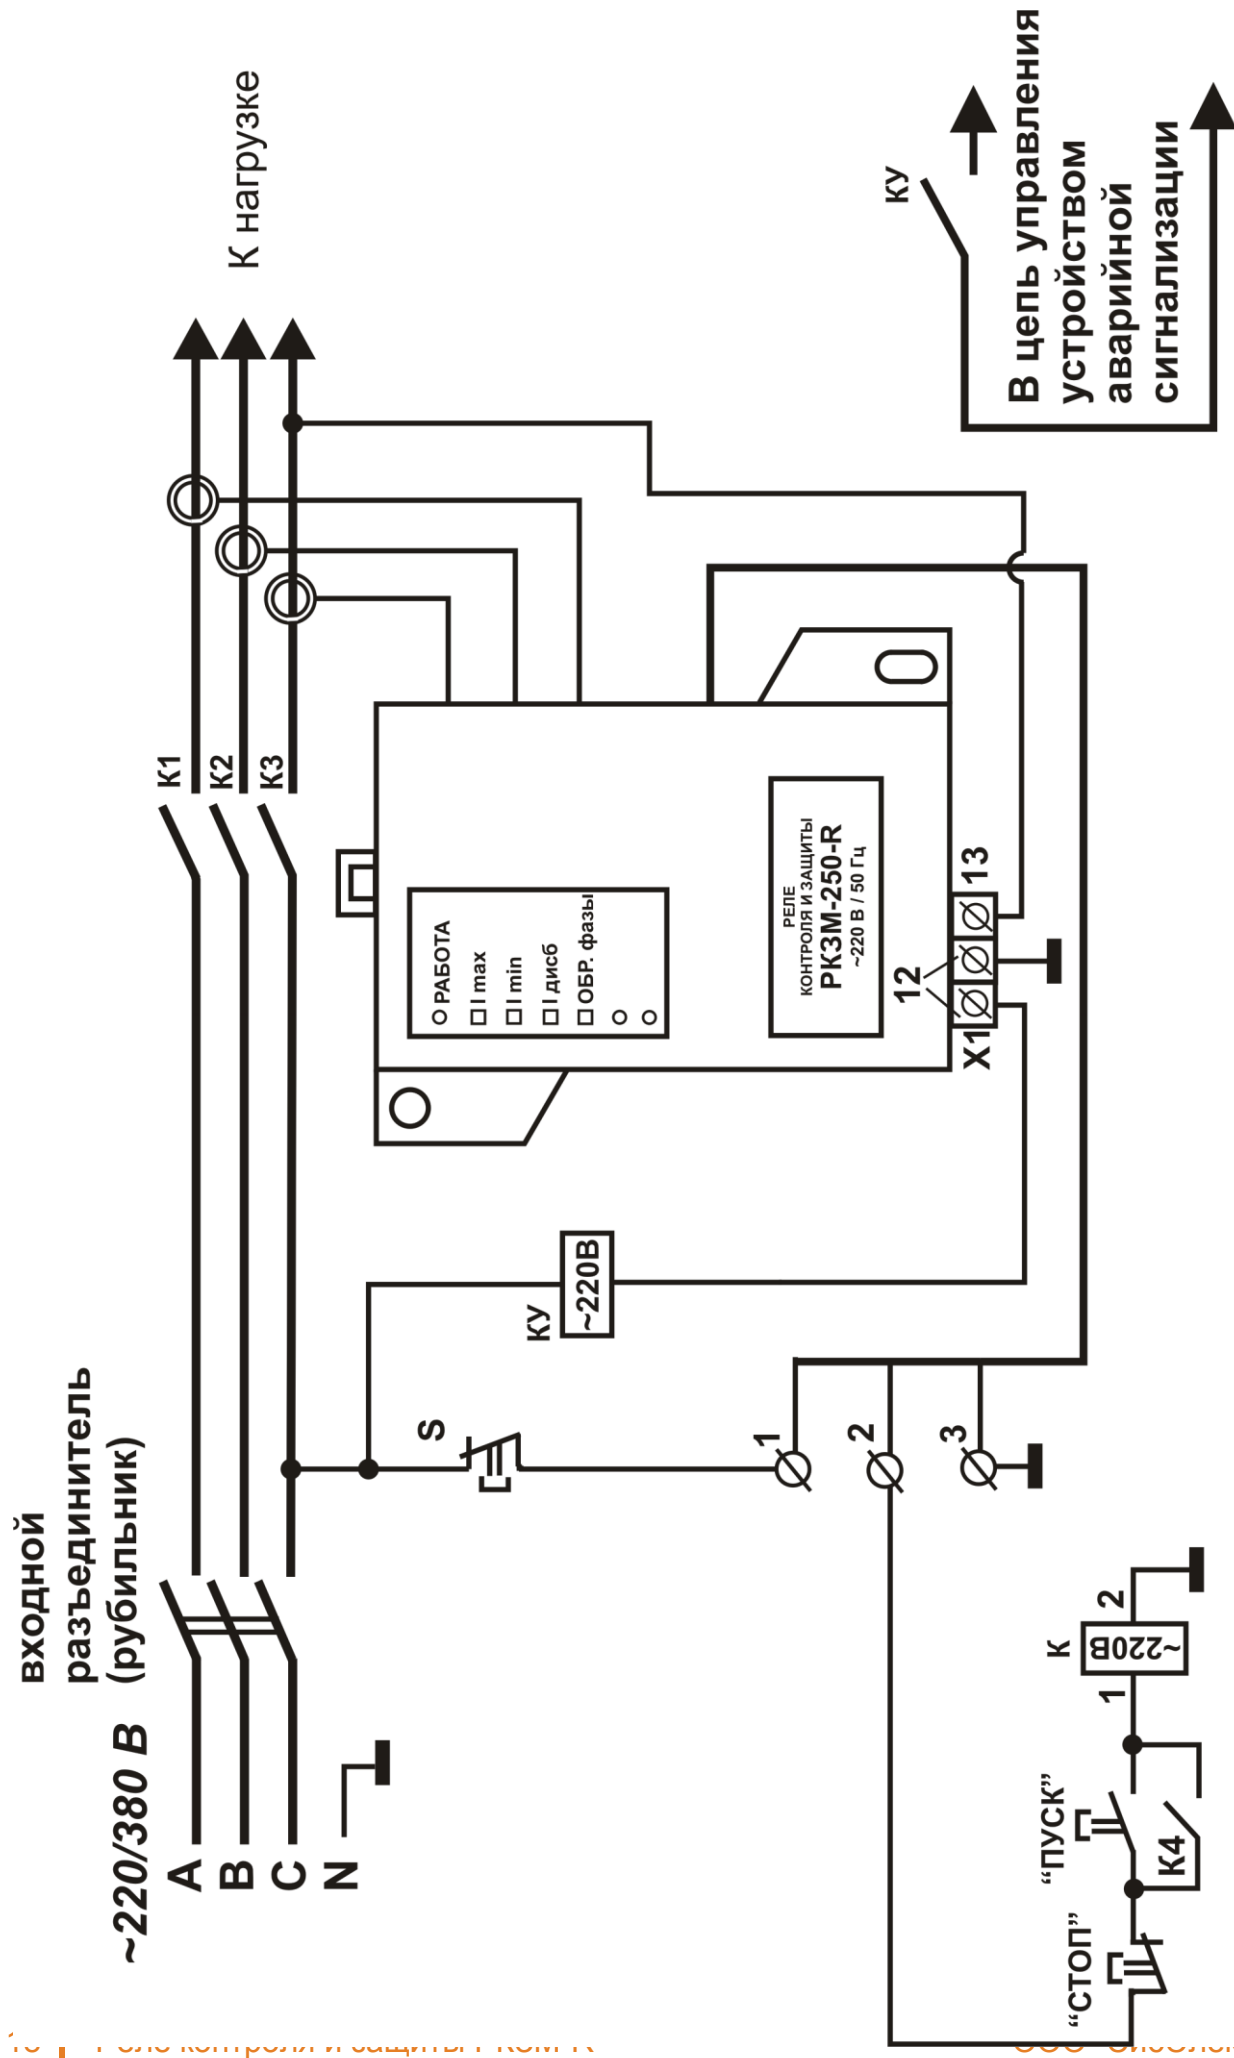 входной
разъединитель
(рубильник)
~220/380 В
А
В
С
N
К1
К2
К3
К нагрузке
КУ
В цепь управления
устройством
аварийной
сигнализации
РАБОТА
I max
I min
I дисб
ОБР. фазы
РЕЛЕ
КОНТРОЛЯ И ЗАЩИТЫ
РКЗМ-250-R
~220 В / 50 Гц
12
13
X1
КУ
~220В
S
1
2
3
К
~220В
1
2
“ПУСК”
К4
“СТОП”